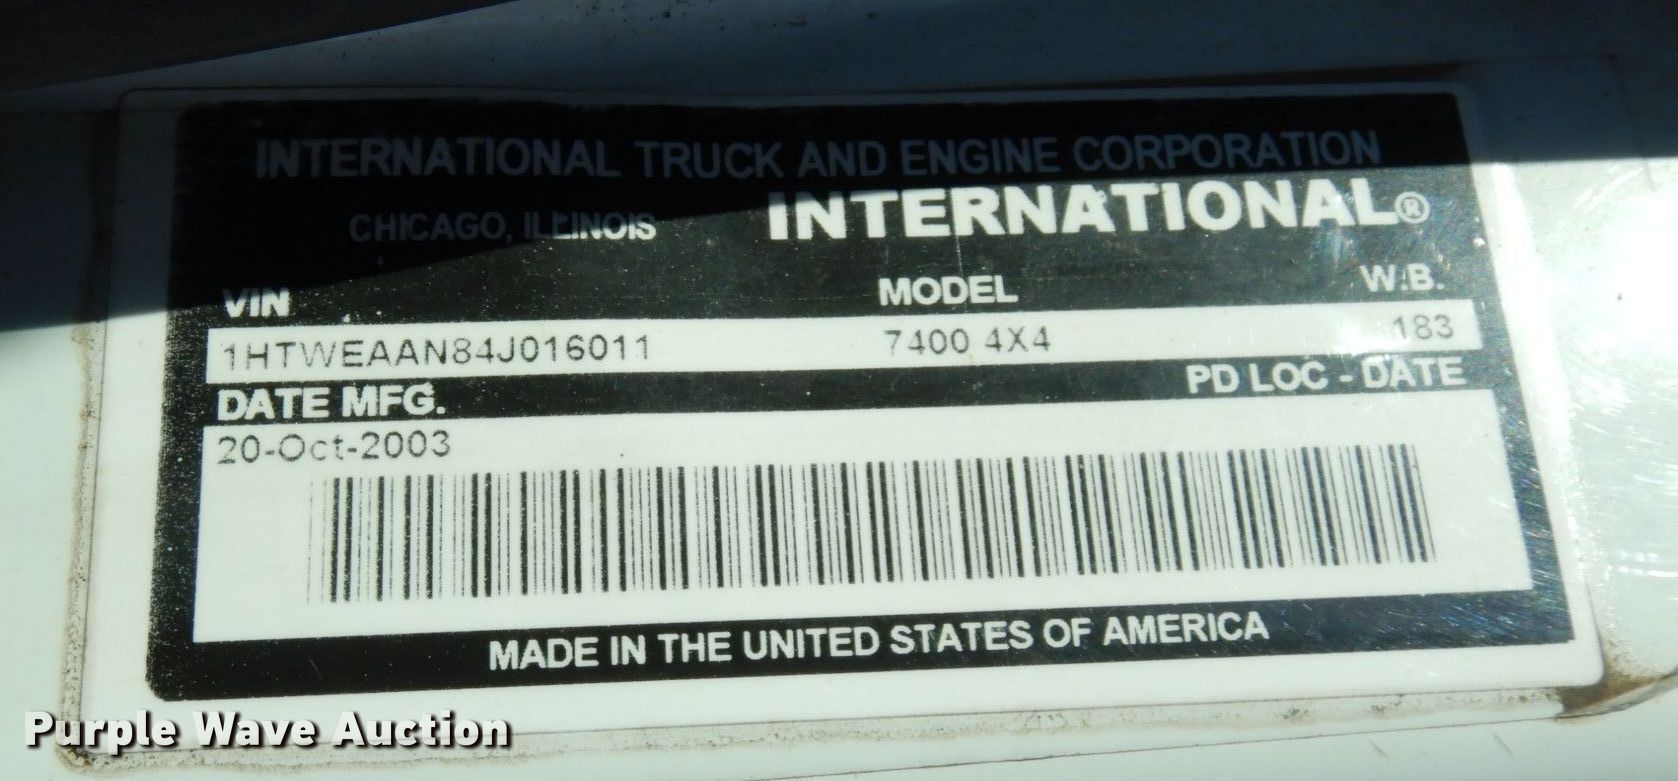 INTERNATIONAL TRUCK AND ENGINE CORPORATION
CHICAGO, ILLINOIS INTERNATIONAL®
VIN MODEL W.B.
1HTWEAAN84J016011 7400 4X4 183
DATE MFG. PD LOC - DATE
20-Oct-2003
MADE IN THE UNITED STATES OF AMERICA
Purple Wave Auction